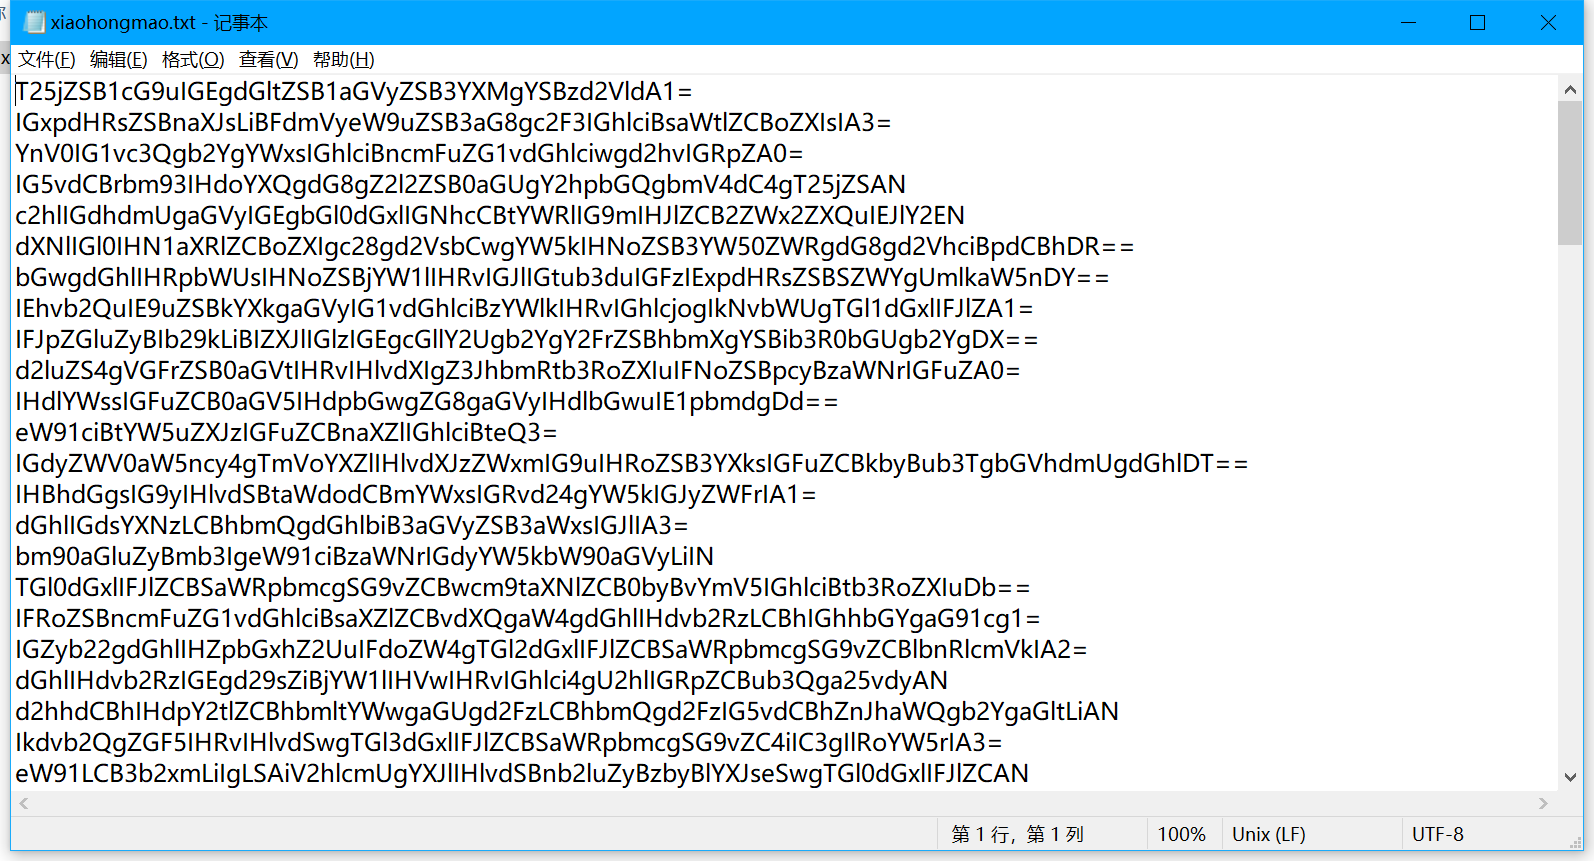 xiaohongmao.txt - 记事本
文件(F) 编辑(E) 格式(O) 查看(V) 帮助(H)
T25jZSB1cG9uIGEgdGltZSB1aGVyZSB3YXMgYSBzd2VldA1=
IGxpdHRsZSBnaXJsLiBFdmVyeW9uZSB3aG8gc2F3IGhlciBsaWtlZCBoZXIsIA3=
YnV0IG1vc3Qgb2YgYWxsIGhlciBncmFuZG1vdGhlciwgd2hvIGRpZA0=
IG5vdCBrbm93IHdoYXQgdG8gZ2l2ZSB0aGUgY2hpbGQgbmV4dC4gT25jZSAN
c2hlIGdhdmUgaGVyIGEgbGl0dGxlIGNhcCBtYWRlIG9mIHJlZCB2ZWx2ZXQuIEJlY2EN
dXNlIGl0IHN1aXRlZCBoZXIgc28gd2VsbCwgYW5kIHNoZSB3YW50ZWRgdG8gd2VhciBpdCBhDR==
bGwgdGhlIHRpbWUsIHNoZSBjYW1lIHRvIGJlIGtub3duIGFzIExpdHRsZSBSZWYgUmlkaW5nDY==
IEhvb2QuIE9uZSBkYXkgaGVyIG1vdGhlciBzYWlkIHRvIGhlcjogIkNvbWUgTGl1dGxlIFJlZA1=
IFJpZGluZyBIb29kLiBIZXJlIGlzIGEgcGllY2Ugb2YgY2FrZSBhbmXgYSBib3R0bGUgb2YgDX==
d2luZS4gVGFrZSB0aGVtIHRvIHlvdXIgZ3JhbmRtb3RoZXIuIFNoZSBpcyBzaWNrIGFuZA0=
IHdlYWssIGFuZCB0aGV5IHdpbGwgZG8gaGVyIHdlbGwuIE1pbmdgDd==
eW91ciBtYW5uZXJzIGFuZCBnaXZlIGhlciBteQ3=
IGdyZWV0aW5ncy4gTmVoYXZlIHlvdXJzZWxmIG9uIHRoZSB3YXksIGFuZCBkbyBub3TgbGVhdmUgdGhlDT==
IHBhdGgsIG9yIHlvdSBtaWdodCBmYWxsIGRvd24gYW5kIGJyZWFrIA1=
dGhlIGdsYXNzLCBhbmQgdGhlbiB3aGVyZSB3aWxsIGJlIA3=
bm90aGluZyBmb3IgeW91ciBzaWNrIGdyYW5kbW90aGVyLiIN
TGl0dGxlIFJlZCBSaWRpbmcgSG9vZCBwcm9taXNlZCB0byBvYmV5IGhlciBtb3RoZXIuDb==
IFRoZSBncmFuZG1vdGhlciBsaXZlZCBvdXQgaW4gdGhlIHdvb2RzLCBhIGhhbGYgaG91cg1=
IGZyb22gdGhlIHZpbGxhZ2UuIFdoZW4gTGl2dGxlIFJlZCBSaWRpbmcgSG9vZCBlbnRlcmVkIA2=
dGhlIHdvb2RzIGEgd29sZiBjYW1lIHVwIHRvIGhlci4gU2hlIGRpZCBub3Qga25vdyAN
d2hhdCBhIHdpY2tlZCBhbmltYWwgaGUgd2FzLCBhbmQgd2FzIG5vdCBhZnJhaWQgb2YgaGltLiAN
Ikdvb2QgZGF5IHRvIHlvdSwgTGl3dGxlIFJlZCBSaWRpbmcgSG9vZC4iIC3gIlRoYW5rIA3=
eW91LCB3b2xmLiIgLSAiV2hlcmUgYXJlIHlvdSBnb2luZyBzbyBlYXJseSwgTGl0dGxlIFJlZCAN
第 1 行，第 1 列
100%
Unix (LF)
UTF-8